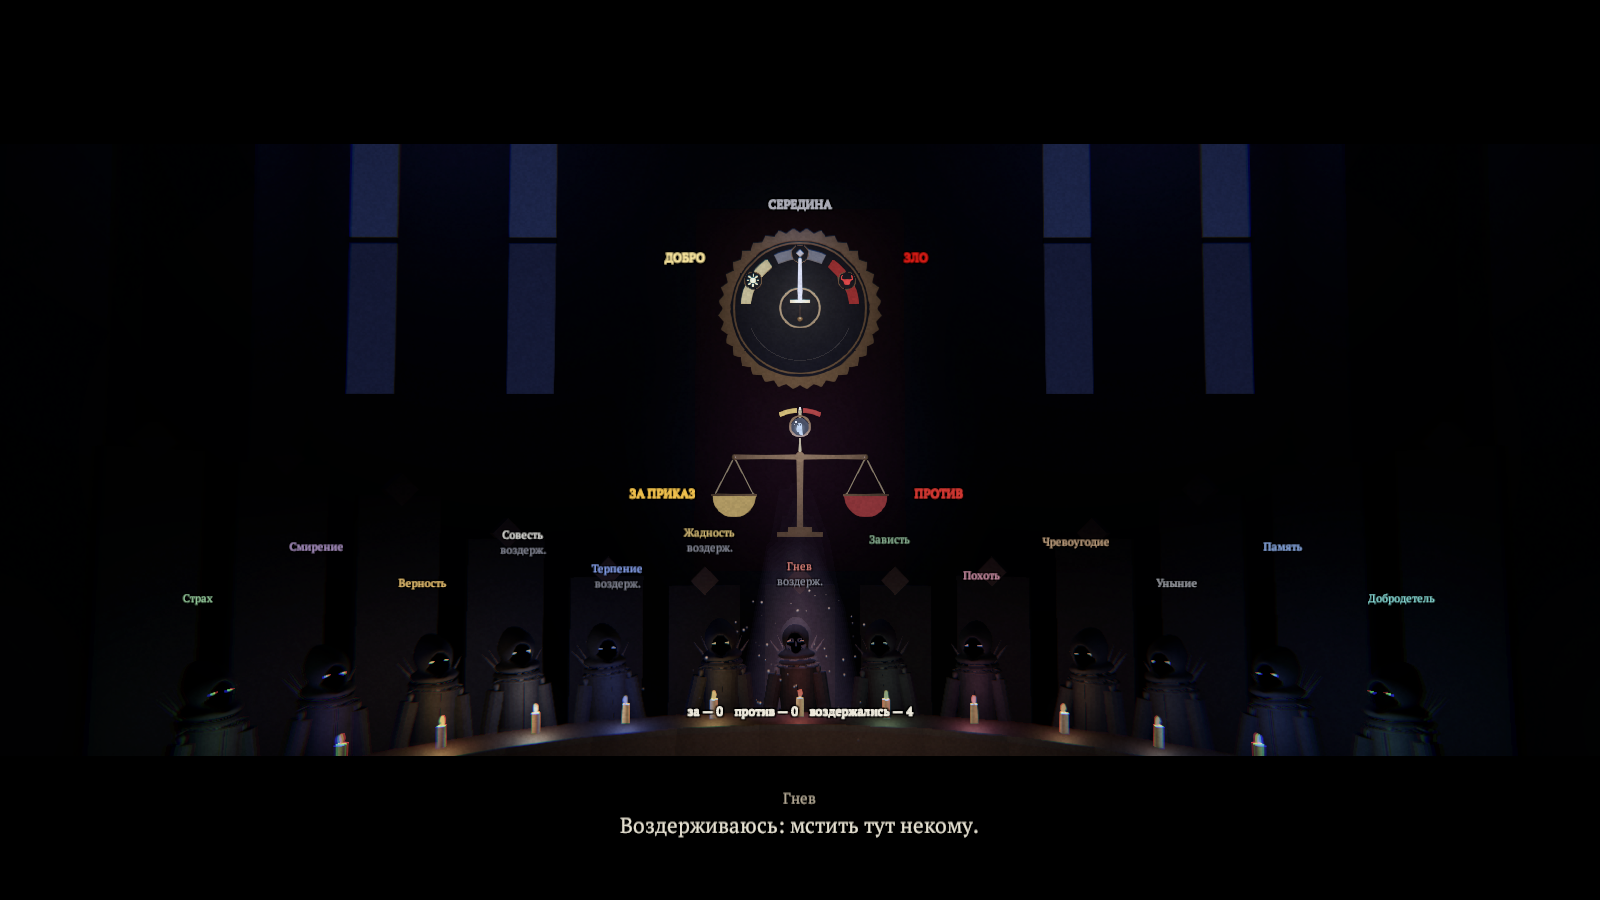 СЕРЕДИНА
ДОБРО
ЗЛО
ЗА ПРИКАЗ
ПРОТИВ
Страх
Смирение
Верность
Совесть
воздерж.
Терпение
воздерж.
Жадность
воздерж.
Гнев
воздерж.
Зависть
Похоть
Чревоугодие
Уныние
Память
Добродетель
за — 0 против — 0 воздержались — 4
Гнев
Воздерживаюсь: мстить тут некому.